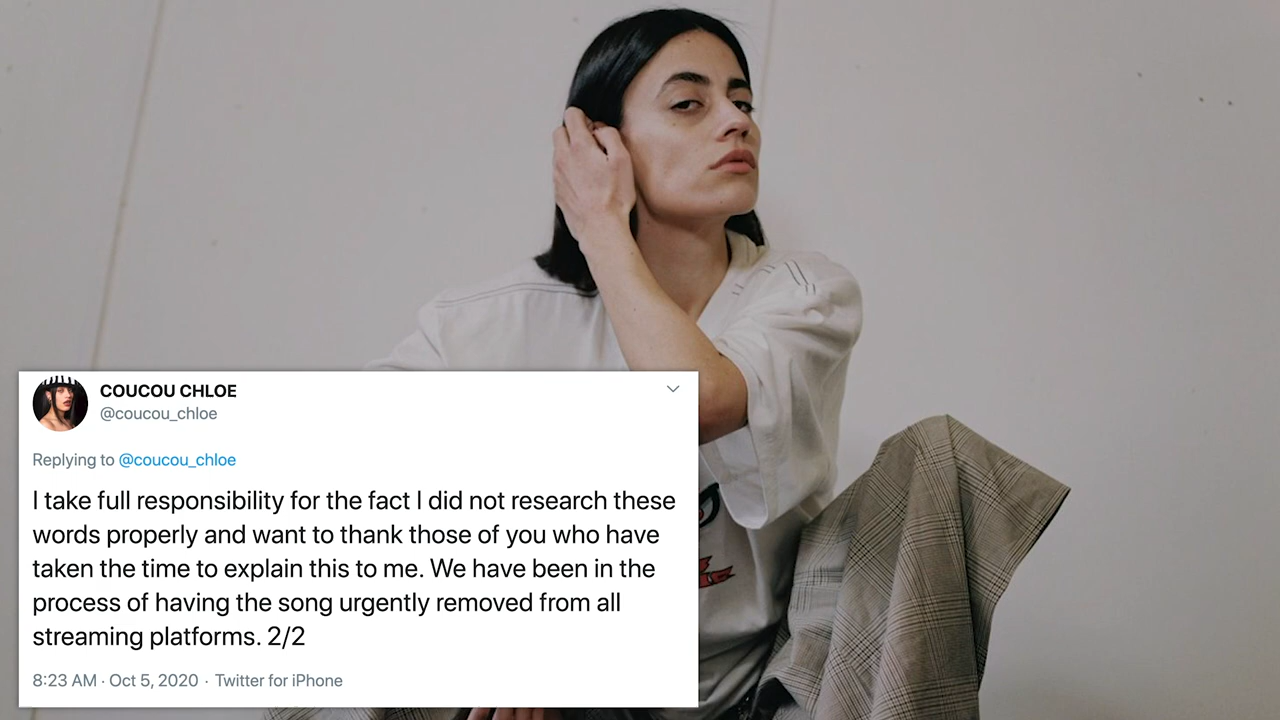 COUCOU CHLOE
@coucou_chloe
Replying to @coucou_chloe
I take full responsibility for the fact I did not research these
words properly and want to thank those of you who have
taken the time to explain this to me. We have been in the
process of having the song urgently removed from all
streaming platforms. 2/2
8:23 AM · Oct 5, 2020 · Twitter for iPhone